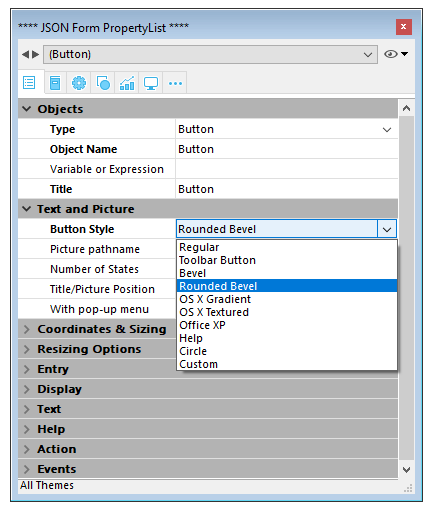 **** JSON Form PropertyList ****
(Button)
Objects
Type Button
Object Name Button
Variable or Expression
Title Button
Text and Picture
Button Style Rounded Bevel
Picture pathname
Number of States
Title/Picture Position
With pop-up menu
Regular
Toolbar Button
Bevel
Rounded Bevel
OS X Gradient
OS X Textured
Office XP
Help
Circle
Custom
Coordinates & Sizing
Resizing Options
Entry
Display
Text
Help
Action
Events
All Themes